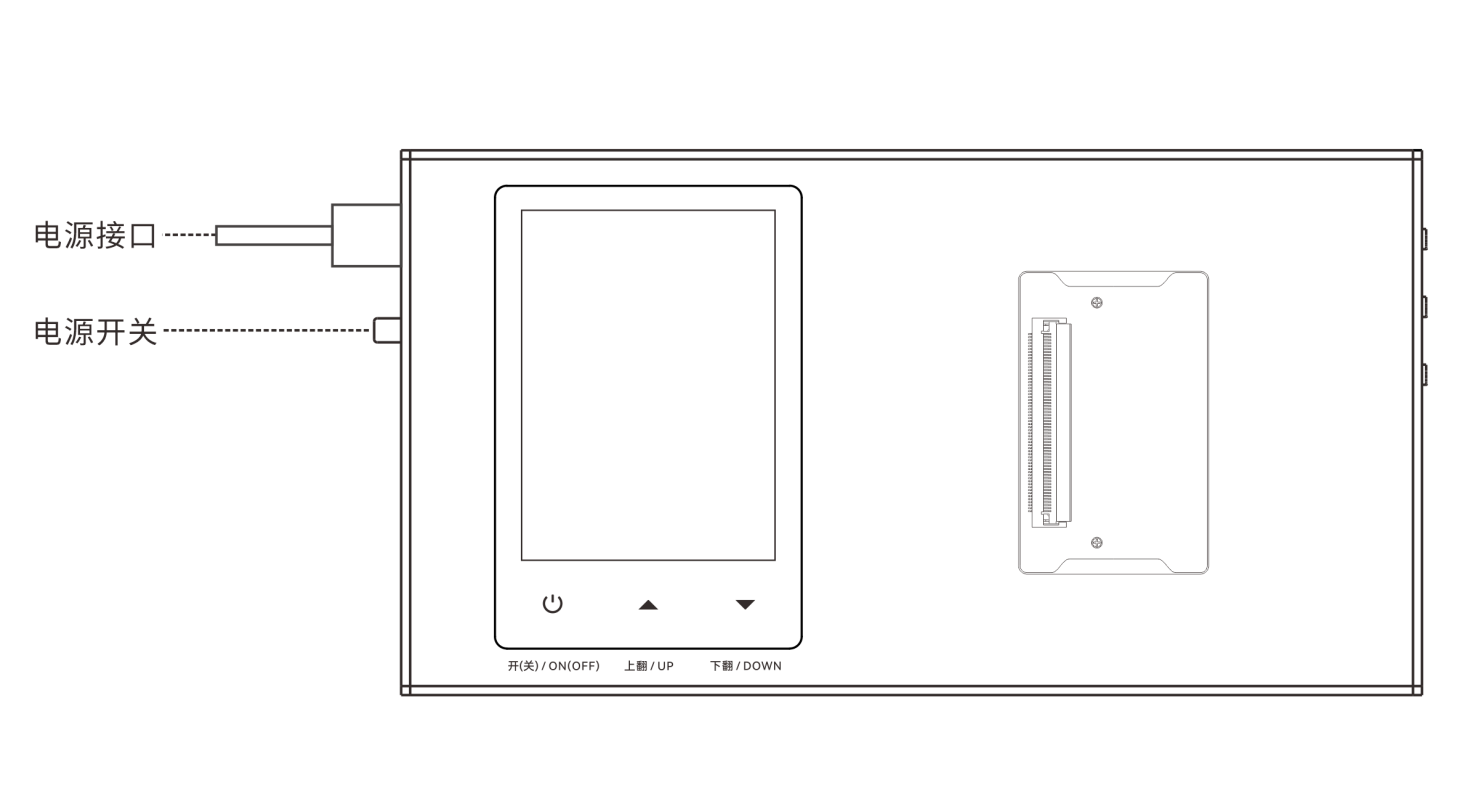 电源接口
电源开关
开(关) / ON(OFF)
上翻 / UP
下翻 / DOWN